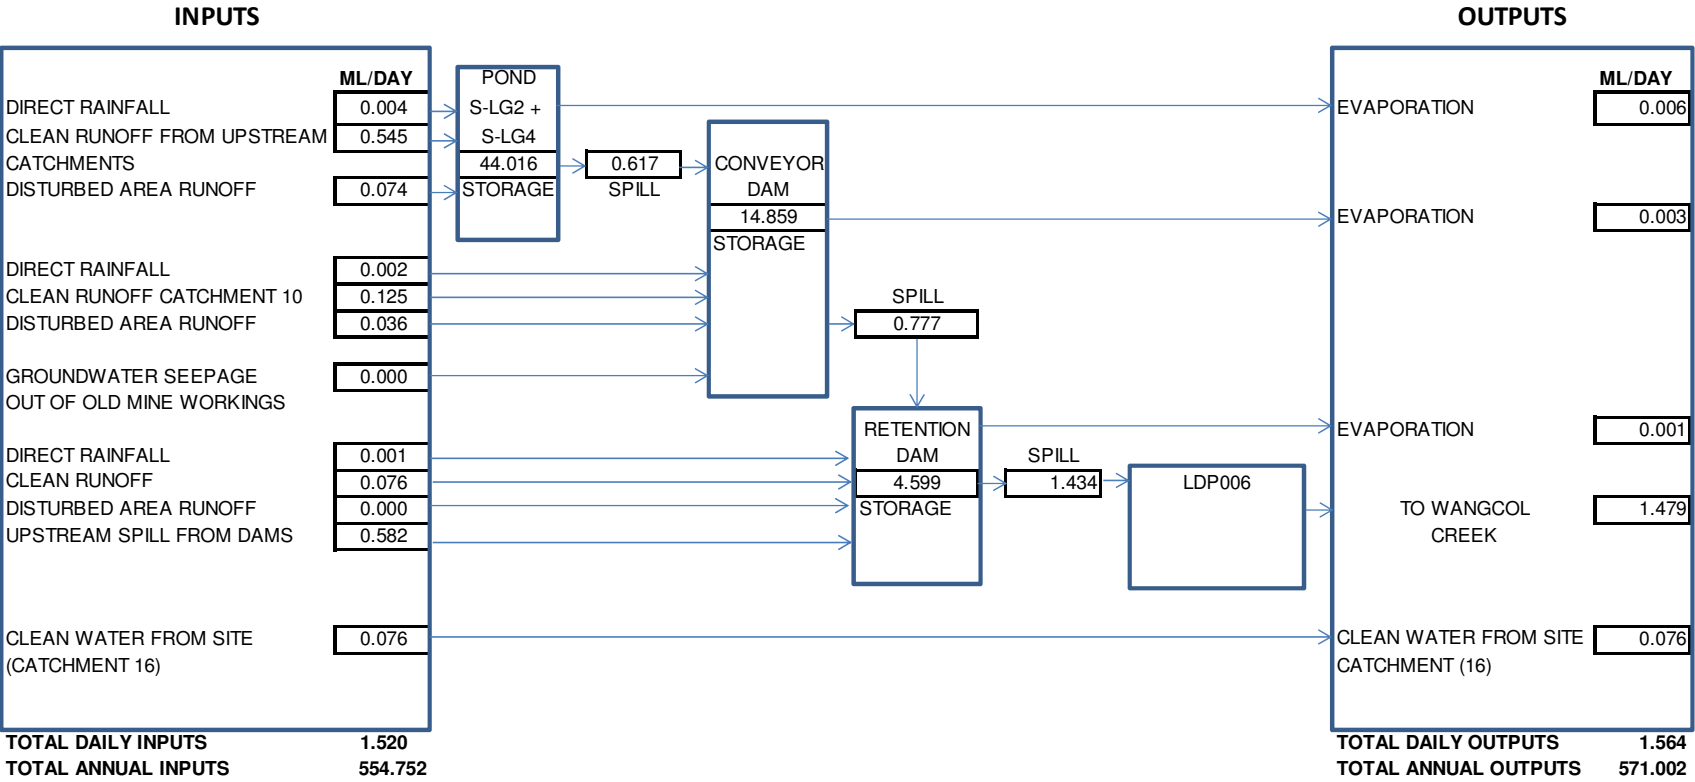 INPUTS
OUTPUTS
ML/DAY
DIRECT RAINFALL 0.004
CLEAN RUNOFF FROM UPSTREAM 0.545
CATCHMENTS
DISTURBED AREA RUNOFF 0.074
DIRECT RAINFALL 0.002
CLEAN RUNOFF CATCHMENT 10 0.125
DISTURBED AREA RUNOFF 0.036
GROUNDWATER SEEPAGE 0.000
OUT OF OLD MINE WORKINGS
DIRECT RAINFALL 0.001
CLEAN RUNOFF 0.076
DISTURBED AREA RUNOFF 0.000
UPSTREAM SPILL FROM DAMS 0.582
CLEAN WATER FROM SITE 0.076
(CATCHMENT 16)
TOTAL DAILY INPUTS 1.520
TOTAL ANNUAL INPUTS 554.752
POND
S-LG2 +
S-LG4
44.016
STORAGE
0.617
SPILL
CONVEYOR
DAM
14.859
STORAGE
SPILL
0.777
RETENTION
DAM
4.599
STORAGE
SPILL
1.434
LDP006
ML/DAY
EVAPORATION 0.006
EVAPORATION 0.003
EVAPORATION 0.001
TO WANGCOL 1.479
CREEK
CLEAN WATER FROM SITE 0.076
CATCHMENT (16)
TOTAL DAILY OUTPUTS 1.564
TOTAL ANNUAL OUTPUTS 571.002